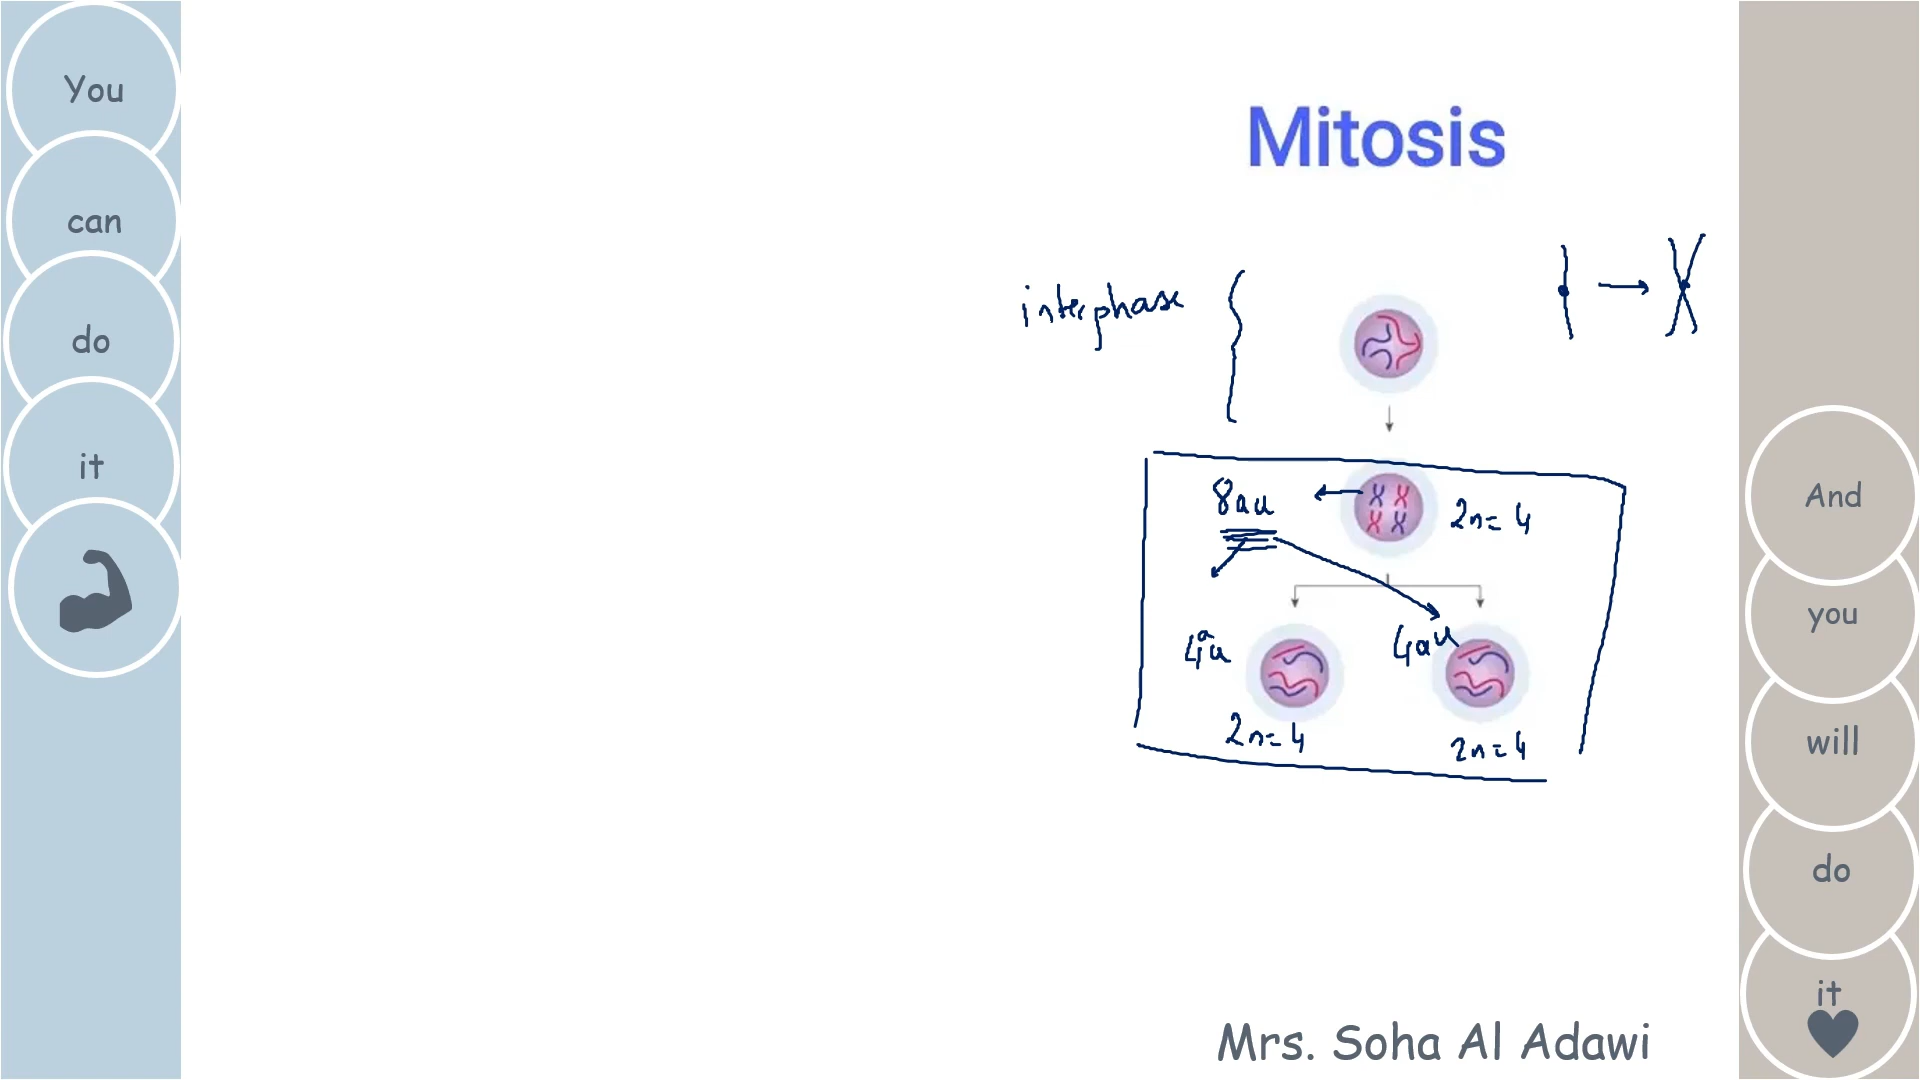 You
can
do
it
Mitosis
interphase
8au
2n=4
4au
4au
2n=4
2n=4
Mrs. Soha Al Adawi
And
you
will
do
it